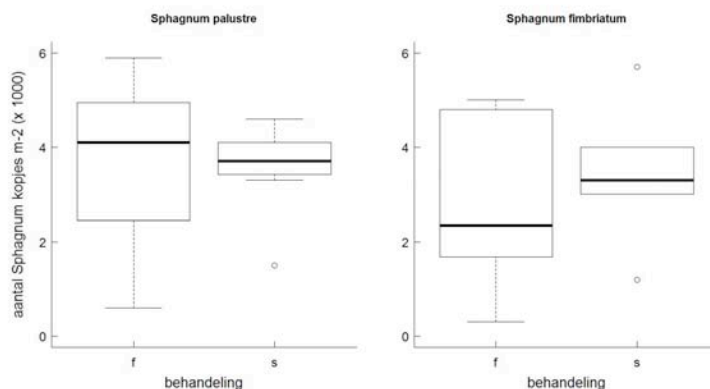 Sphagnum palustre
Sphagnum fimbriatum
aantal Sphagnum kopjes m-2 (x 1000)
6
4
2
0
f
s
behandeling
6
4
2
0
f
s
behandeling